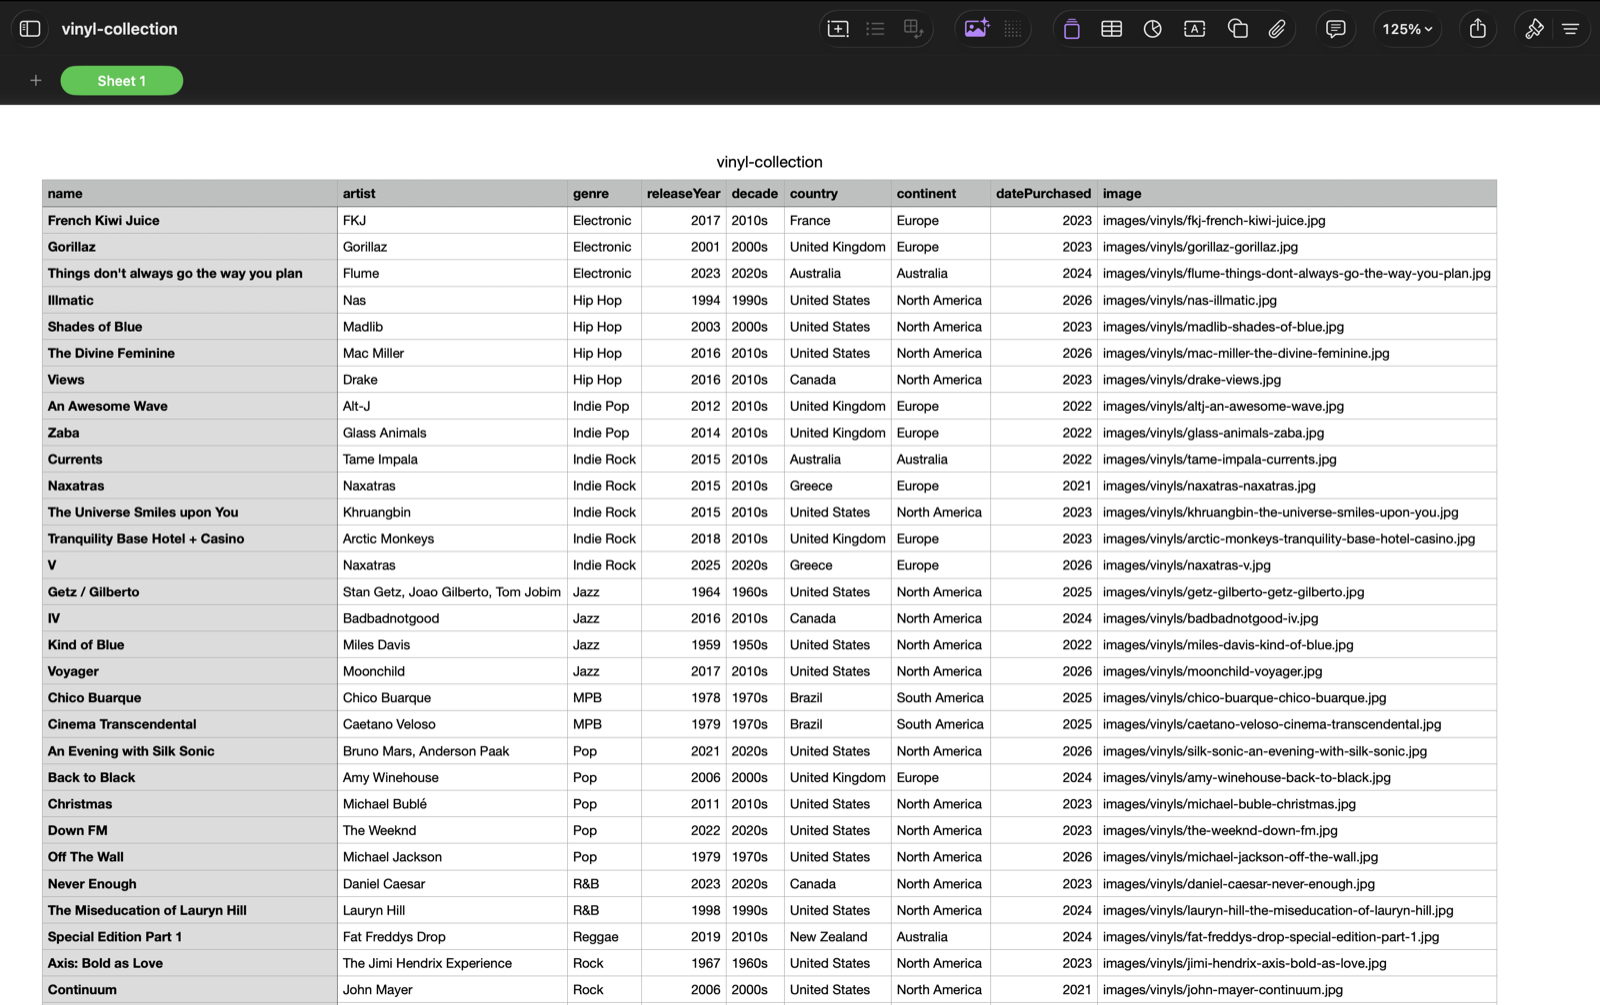 vinyl-collection
125%
Sheet 1
vinyl-collection
name artist genre releaseYear decade country continent datePurchased image
French Kiwi Juice FKJ Electronic 2017 2010s France Europe 2023 images/vinyls/fkj-french-kiwi-juice.jpg
Gorillaz Gorillaz Electronic 2001 2000s United Kingdom Europe 2023 images/vinyls/gorillaz-gorillaz.jpg
Things don't always go the way you plan Flume Electronic 2023 2020s Australia Australia 2024 images/vinyls/flume-things-dont-always-go-the-way-you-plan.jpg
Illmatic Nas Hip Hop 1994 1990s United States North America 2026 images/vinyls/nas-illmatic.jpg
Shades of Blue Madlib Hip Hop 2003 2000s United States North America 2023 images/vinyls/madlib-shades-of-blue.jpg
The Divine Feminine Mac Miller Hip Hop 2016 2010s United States North America 2026 images/vinyls/mac-miller-the-divine-feminine.jpg
Views Drake Hip Hop 2016 2010s Canada North America 2023 images/vinyls/drake-views.jpg
An Awesome Wave Alt-J Indie Pop 2012 2010s United Kingdom Europe 2022 images/vinyls/altj-an-awesome-wave.jpg
Zaba Glass Animals Indie Pop 2014 2010s United Kingdom Europe 2022 images/vinyls/glass-animals-zaba.jpg
Currents Tame Impala Indie Rock 2015 2010s Australia Australia 2022 images/vinyls/tame-impala-currents.jpg
Naxatras Naxatras Indie Rock 2015 2010s Greece Europe 2021 images/vinyls/naxatras-naxatras.jpg
The Universe Smiles upon You Khruangbin Indie Rock 2015 2010s United States North America 2023 images/vinyls/khruangbin-the-universe-smiles-upon-you.jpg
Tranquility Base Hotel + Casino Arctic Monkeys Indie Rock 2018 2010s United Kingdom Europe 2023 images/vinyls/arctic-monkeys-tranquility-base-hotel-casino.jpg
V Naxatras Indie Rock 2025 2020s Greece Europe 2026 images/vinyls/naxatras-v.jpg
Getz / Gilberto Stan Getz, Joao Gilberto, Tom Jobim Jazz 1964 1960s United States North America 2025 images/vinyls/getz-gilberto-getz-gilberto.jpg
IV Badbadnotgood Jazz 2016 2010s Canada North America 2024 images/vinyls/badbadnotgood-iv.jpg
Kind of Blue Miles Davis Jazz 1959 1950s United States North America 2022 images/vinyls/miles-davis-kind-of-blue.jpg
Voyager Moonchild Jazz 2017 2010s United States North America 2026 images/vinyls/moonchild-voyager.jpg
Chico Buarque Chico Buarque MPB 1978 1970s Brazil South America 2025 images/vinyls/chico-buarque-chico-buarque.jpg
Cinema Transcendental Caetano Veloso MPB 1979 1970s Brazil South America 2025 images/vinyls/caetano-veloso-cinema-transcendental.jpg
An Evening with Silk Sonic Bruno Mars, Anderson Paak Pop 2021 2020s United States North America 2026 images/vinyls/silk-sonic-an-evening-with-silk-sonic.jpg
Back to Black Amy Winehouse Pop 2006 2000s United Kingdom Europe 2024 images/vinyls/amy-winehouse-back-to-black.jpg
Christmas Michael Bublé Pop 2011 2010s United States North America 2023 images/vinyls/michael-buble-christmas.jpg
Down FM The Weeknd Pop 2022 2020s United States North America 2023 images/vinyls/the-weeknd-down-fm.jpg
Off The Wall Michael Jackson Pop 1979 1970s United States North America 2026 images/vinyls/michael-jackson-off-the-wall.jpg
Never Enough Daniel Caesar R&B 2023 2020s Canada North America 2023 images/vinyls/daniel-caesar-never-enough.jpg
The Miseducation of Lauryn Hill Lauryn Hill R&B 1998 1990s United States North America 2024 images/vinyls/lauryn-hill-the-miseducation-of-lauryn-hill.jpg
Special Edition Part 1 Fat Freddys Drop Reggae 2019 2010s New Zealand Australia 2024 images/vinyls/fat-freddys-drop-special-edition-part-1.jpg
Axis: Bold as Love The Jimi Hendrix Experience Rock 1967 1960s United States North America 2023 images/vinyls/jimi-hendrix-axis-bold-as-love.jpg
Continuum John Mayer Rock 2006 2000s United States North America 2021 images/vinyls/john-mayer-continuum.jpg